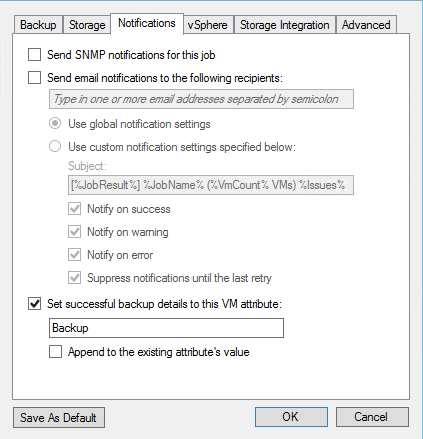 Backup Storage Notifications vSphere Storage Integration Advanced
Send SNMP notifications for this job
Send email notifications to the following recipients:
Type in one or more email addresses separated by semicolon
Use global notification settings
Use custom notification settings specified below:
Subject:
[%JobResult%] %JobName% (%VmCount% VMs) %Issues%
Notify on success
Notify on warning
Notify on error
Suppress notifications until the last retry
Set successful backup details to this VM attribute:
Backup
Append to the existing attribute's value
Save As Default OK Cancel